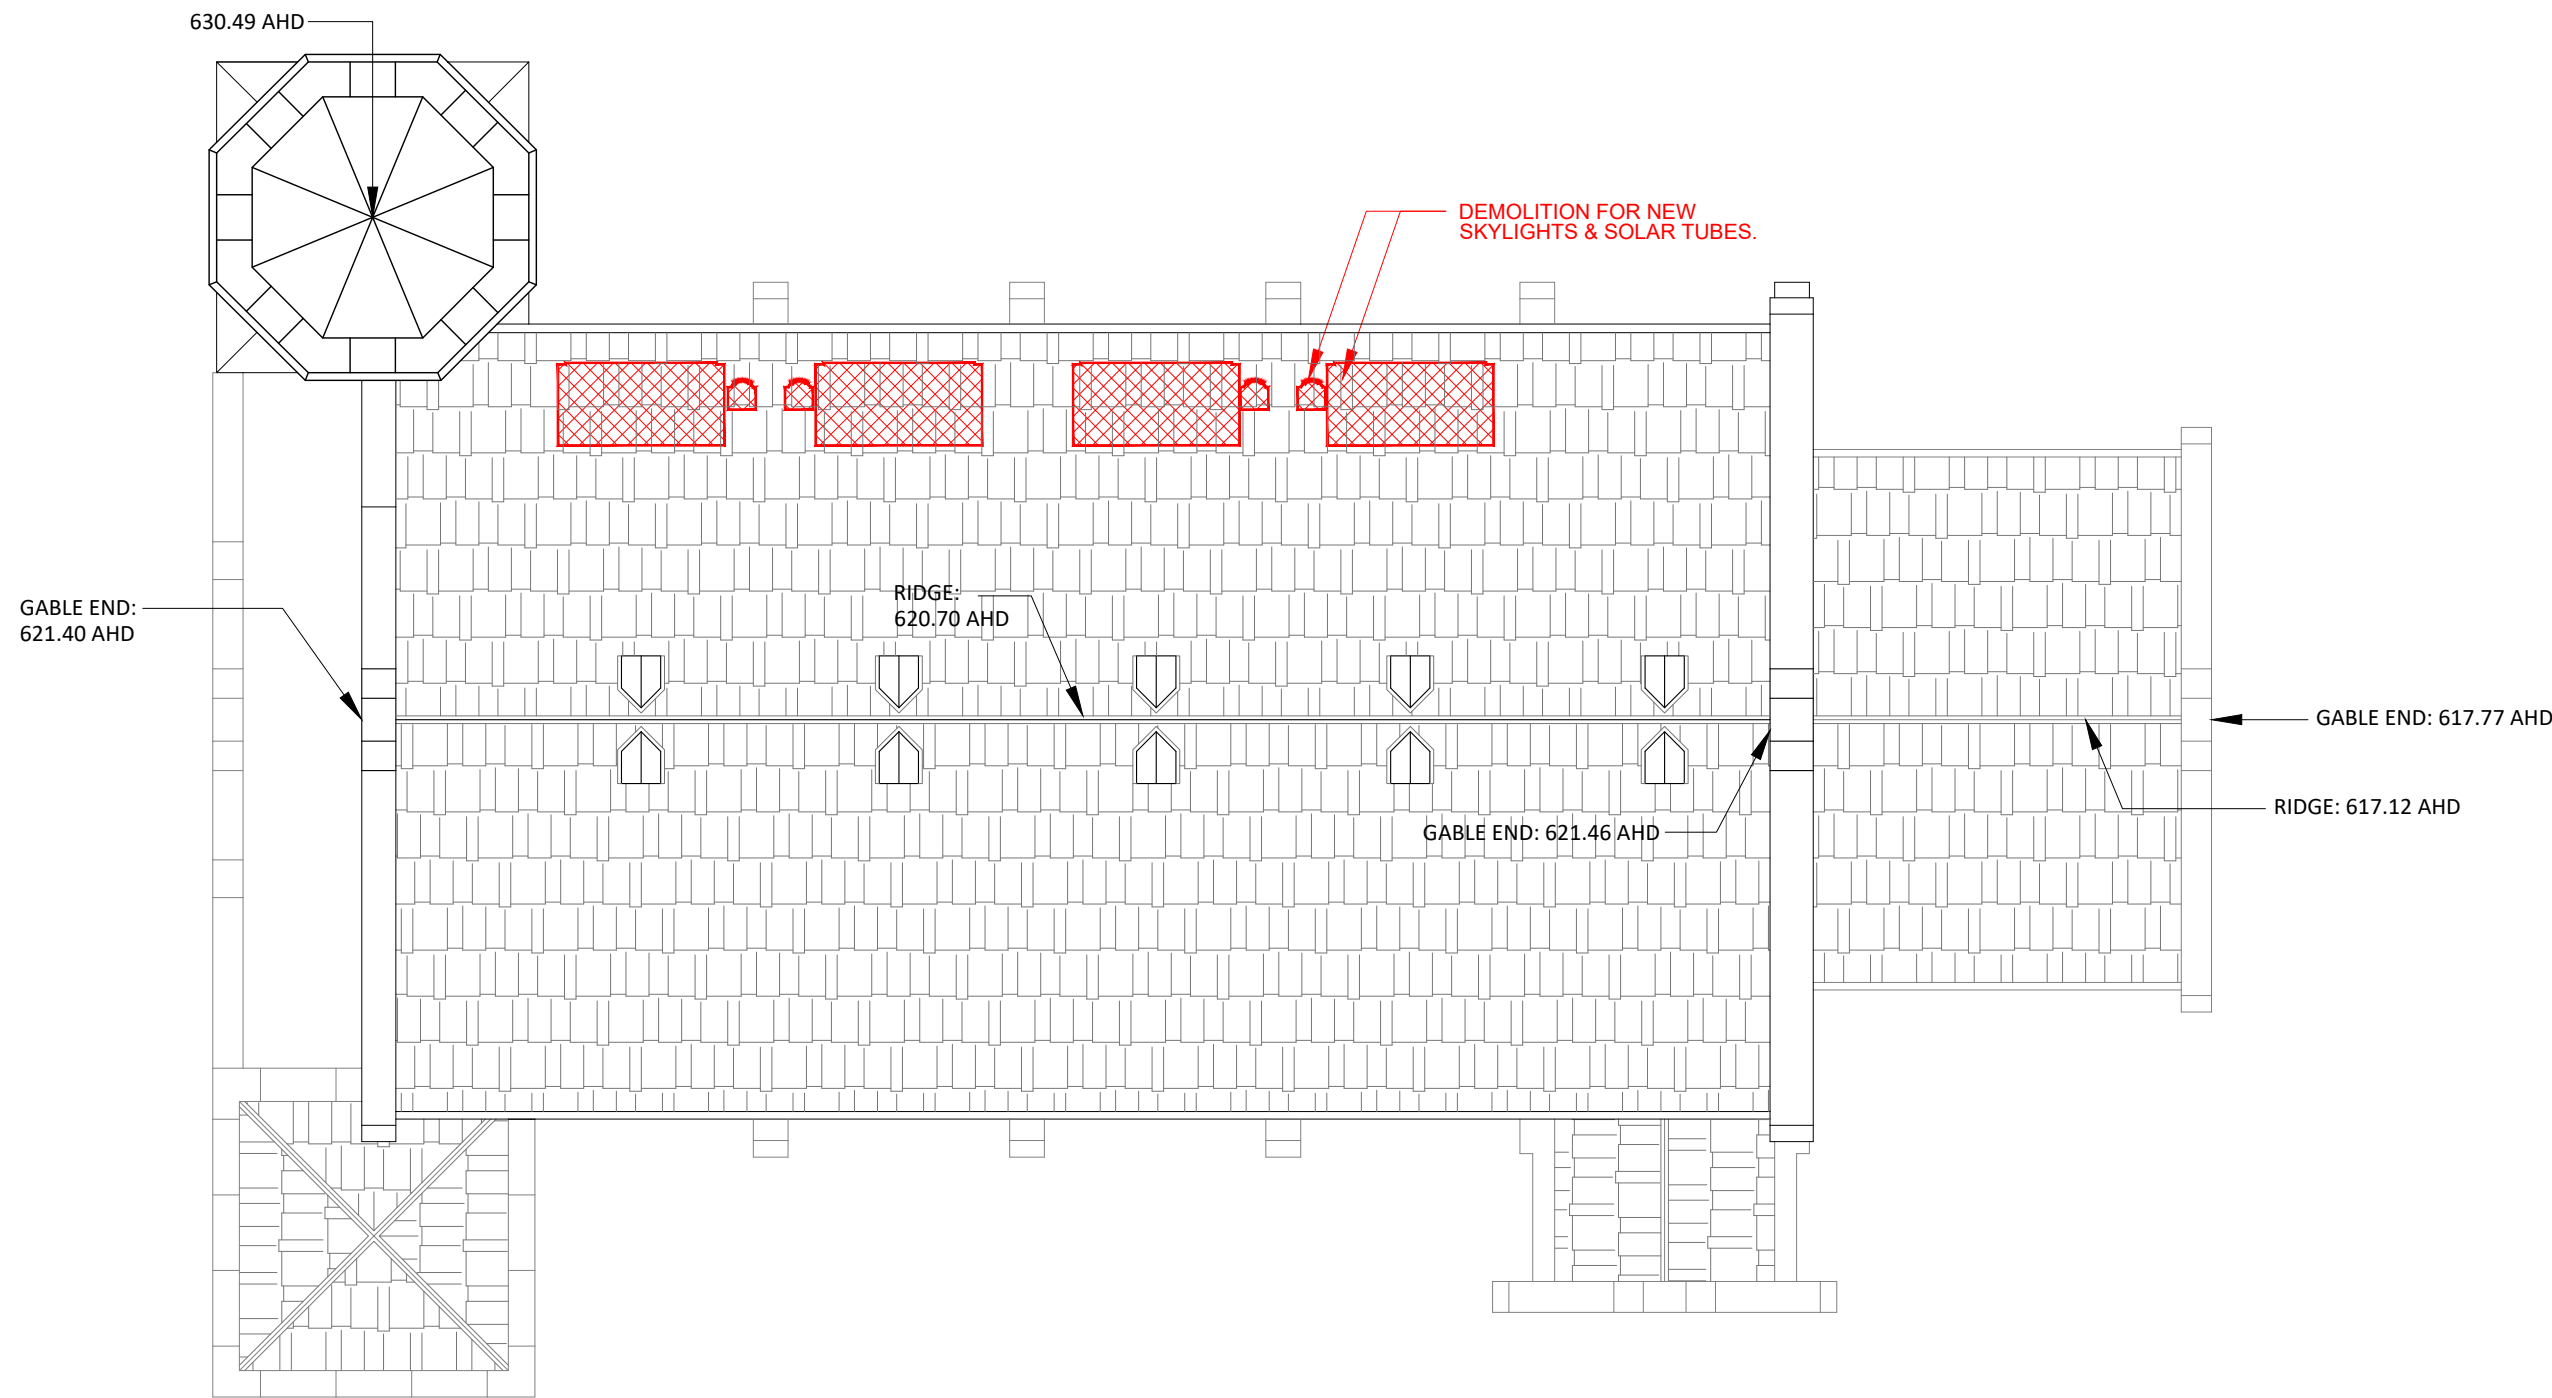 630.49 AHD
DEMOLITION FOR NEW
SKYLIGHTS & SOLAR TUBES.
GABLE END:
621.40 AHD
RIDGE:
620.70 AHD
GABLE END: 617.77 AHD
RIDGE: 617.12 AHD
GABLE END: 621.46 AHD